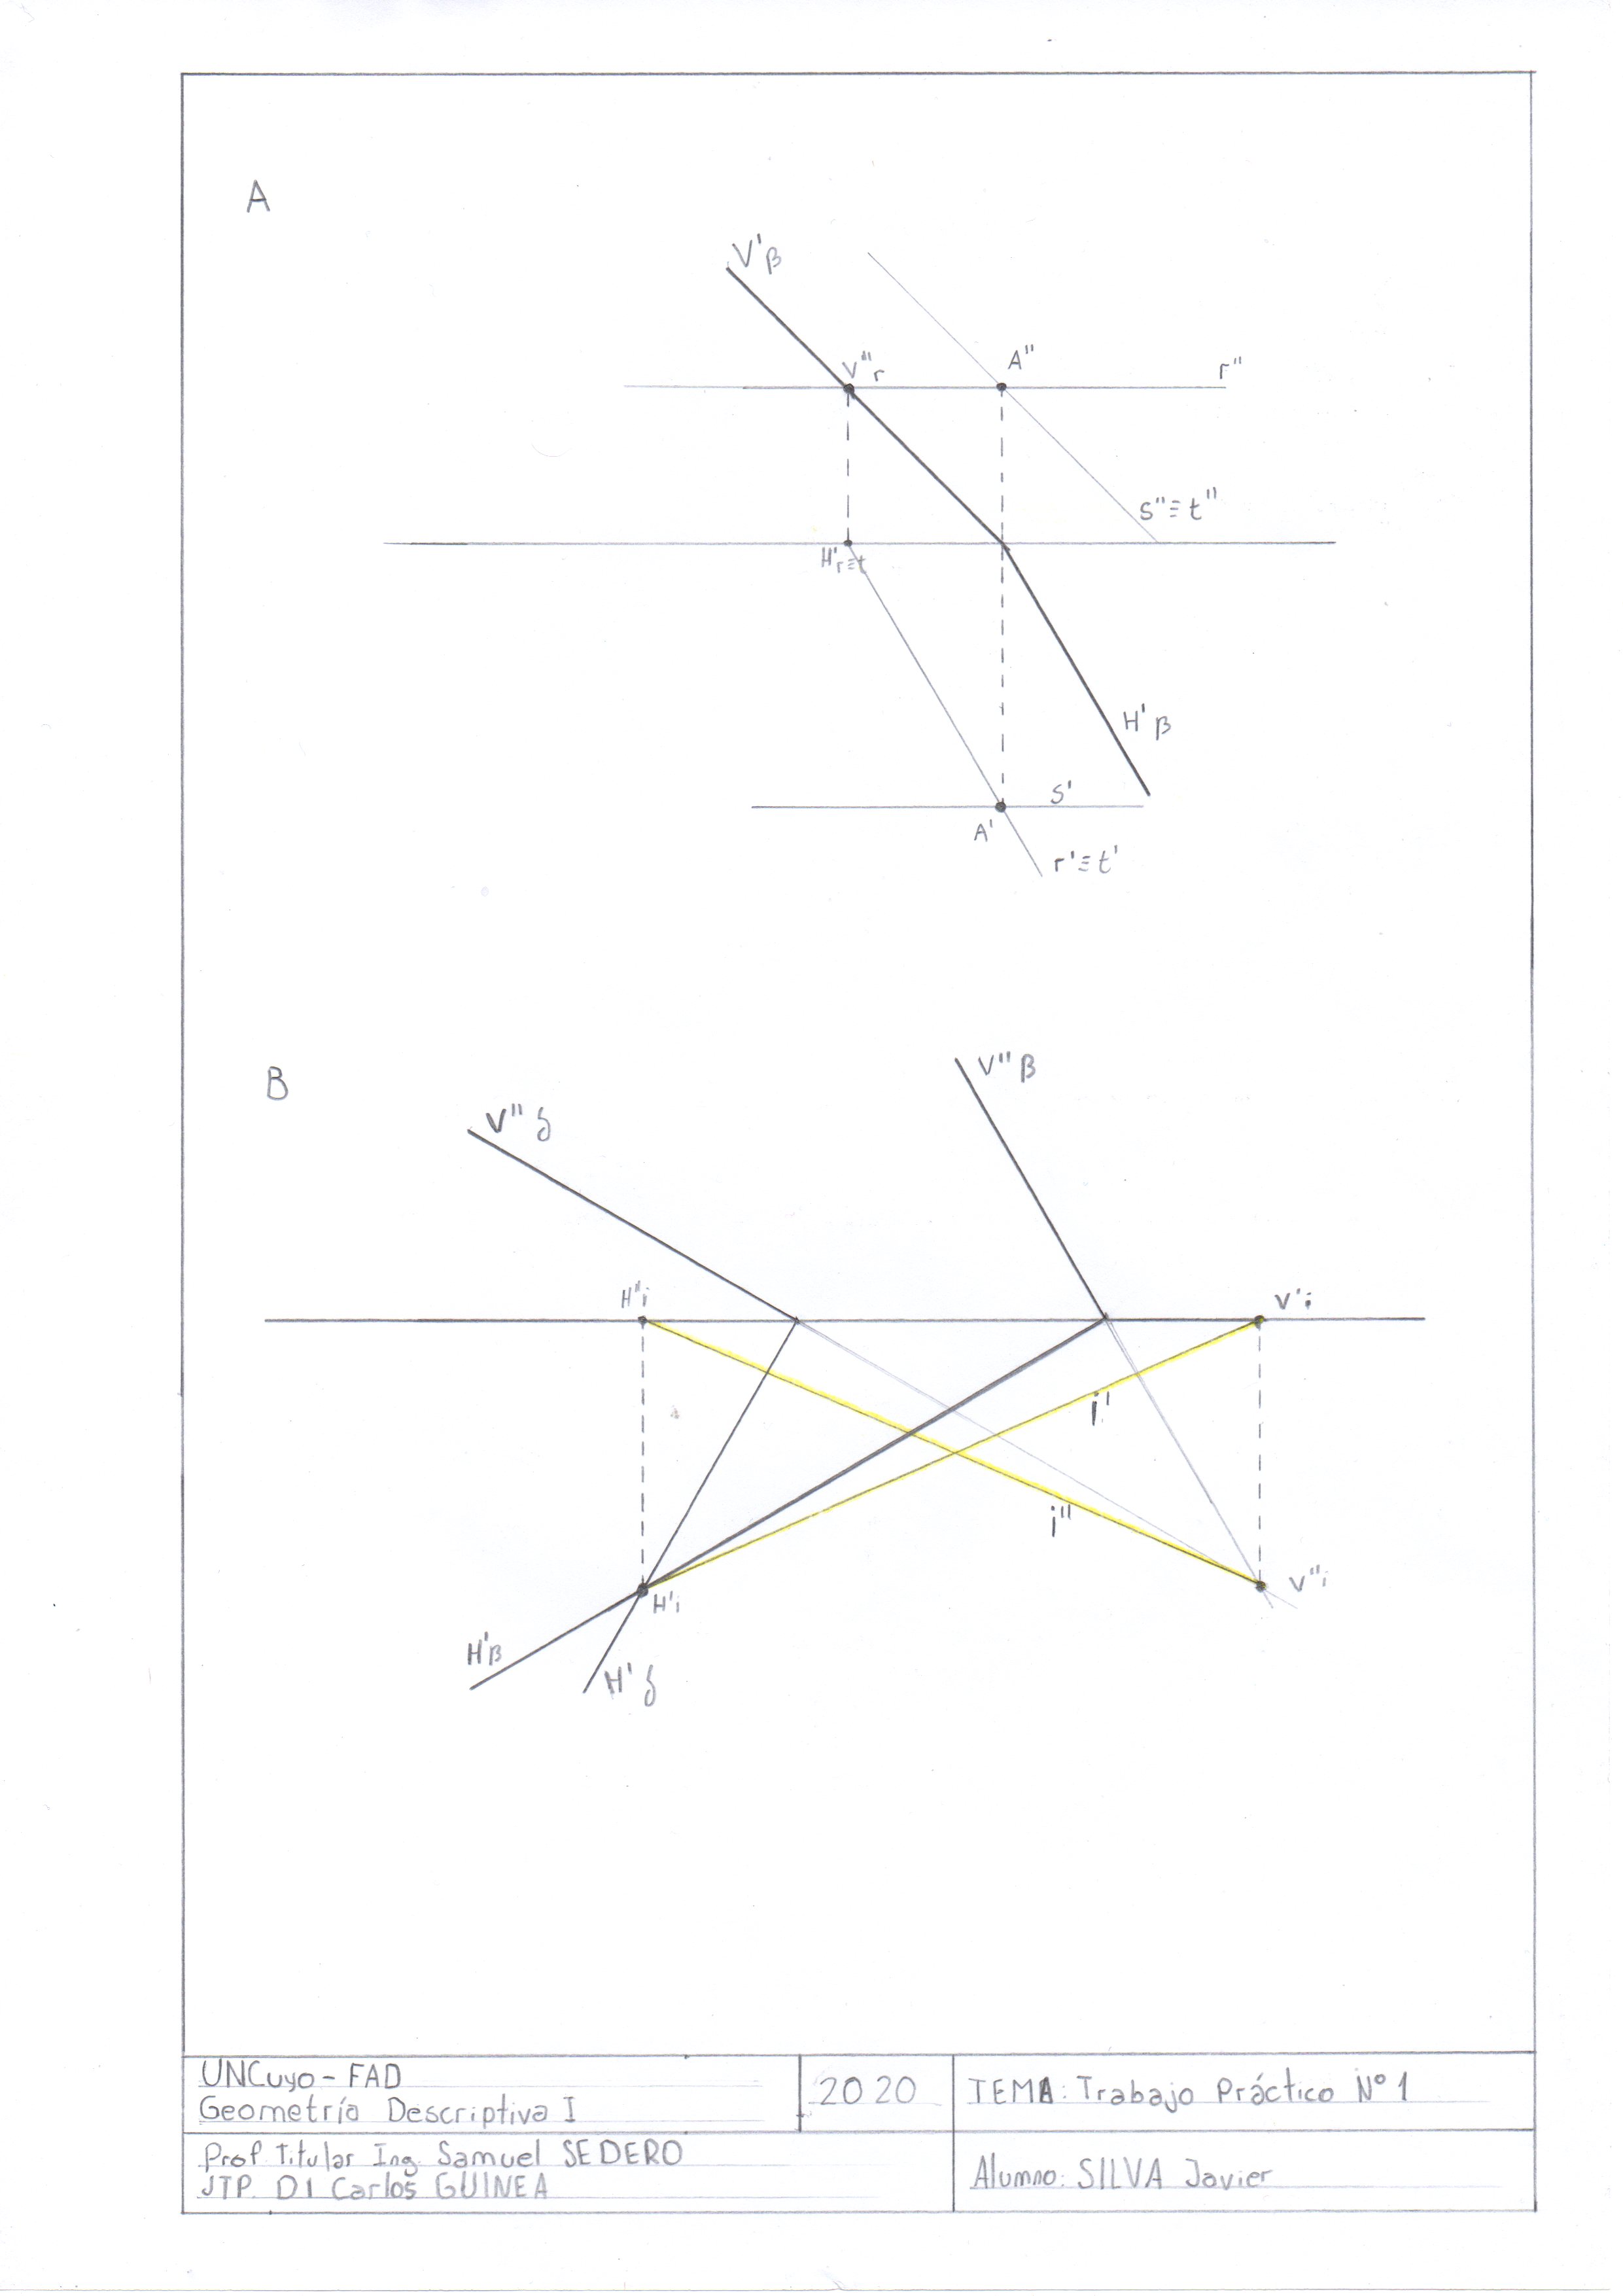 A
V'β
V"r
A"
r"
s"≡t"
H'r≡t
H'β
s'
A'
r'≡t'
B
V"β
V"δ
H"i
V'i
i'
i"
V"i
H'i
H'β
H'δ
UNCuyo - FAD
Geometría Descriptiva I
2020
TEMA: Trabajo Práctico N° 1
Prof. Titular Ing. Samuel SEDERO
JTP. DI Carlos GUINEA
Alumno: SILVA Javier